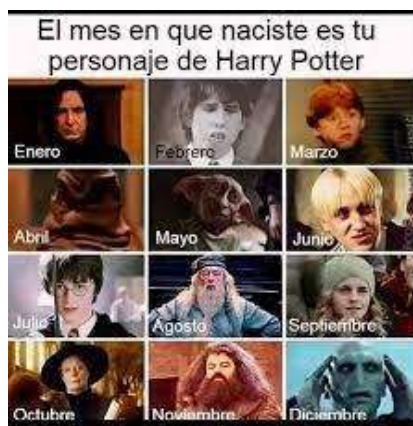 El mes en que naciste es tu
personaje de Harry Potter
Enero
Febrero
Marzo
Abril
Mayo
Junio
Julio
Agosto
Septiembre
Octubre
Noviembre
Diciembre